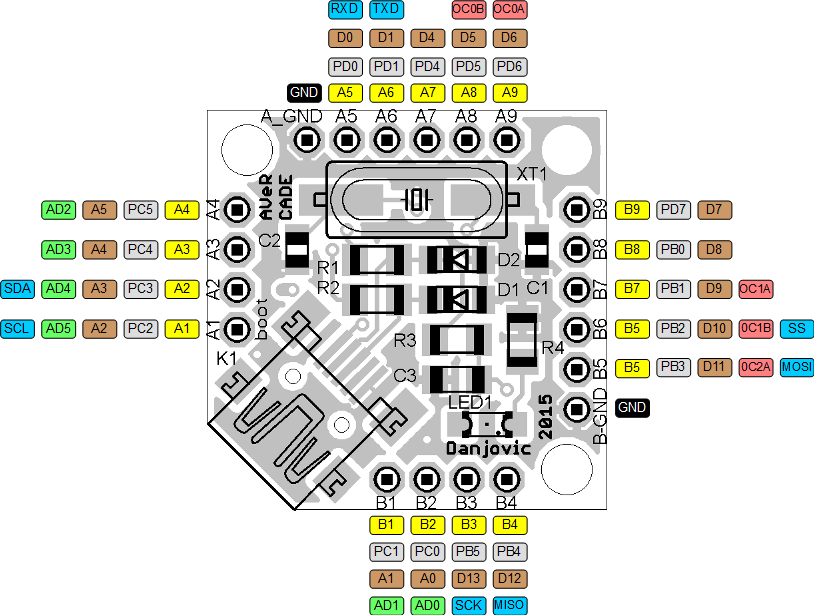 RXD TXD OC0B OC0A
D0 D1 D4 D5 D6
PD0 PD1 PD4 PD5 PD6
GND A5 A6 A7 A8 A9
A_GND A5 A6 A7 A8 A9
XT1
AVeR
CADE
AD2 A5 PC5 A4 A4
B9 B9 PD7 D7
C2
AD3 A4 PC4 A3 A3
B8 B8 PB0 D8
R1
D2
SDA AD4 A3 PC3 A2 A2
R2
D1
C1
B7 B7 PB1 D9 OC1A
SCL AD5 A2 PC2 A1 A1
boot
B6 B5 PB2 D10 0C1B SS
R3
R4
K1
B5 B5 PB3 D11 0C2A MOSI
C3
LED1
B-GND GND
2015
Danjovic
B1 B2 B3 B4
B1 B2 B3 B4
PC1 PC0 PB5 PB4
A1 A0 D13 D12
AD1 AD0 SCK MISO